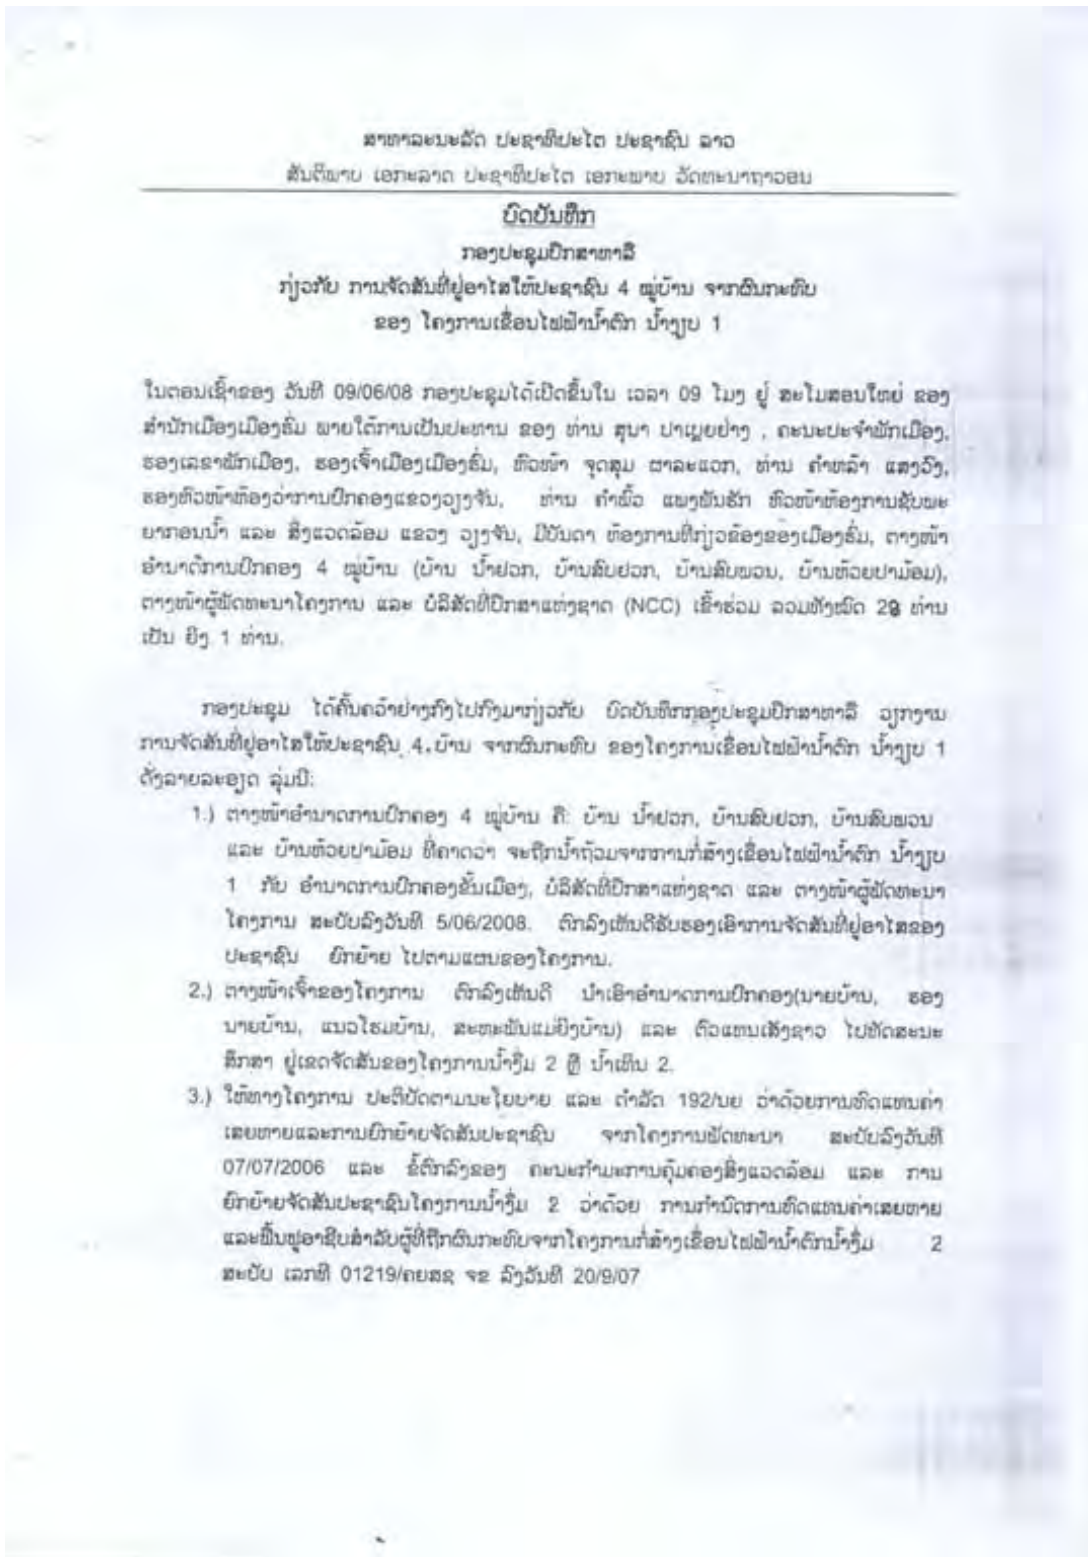 ສາທາລະນະລັດ ປະຊາທິປະໄຕ ປະຊາຊົນ ລາວ
ສັນຕິພາບ ເອກະລາດ ປະຊາທິປະໄຕ ເອກະພາບ ວັດທະນາຖາວອນ
ບົດບັນທຶກ
ກອງປະຊຸມປຶກສາຫາລື
ກ່ຽວກັບ ການຈັດສັນທີ່ຢູ່ອາໄສໃຫ້ປະຊາຊົນ 4 ໝູ່ບ້ານ ຈາກຜົນກະທົບ
ຂອງ ໂຄງການເຂື່ອນໄຟຟ້ານ້ຳຕົກ ນ້ຳງຽບ 1
ໃນຕອນເຊົ້າຂອງ ວັນທີ 09/06/08 ກອງປະຊຸມໄດ້ເປີດຂຶ້ນໃນ ເວລາ 09 ໂມງ ຢູ່ ສະໂມສອນໃຫຍ່ ຂອງ
ສຳນັກເມືອງເມືອງຮົ່ມ ພາຍໃຕ້ການເປັນປະທານ ຂອງ ທ່ານ ສຸນາ ປາເຫຼຍຢ່າງ , ຄະນະປະຈຳພັກເມືອງ,
ຮອງເລຂາພັກເມືອງ, ຮອງເຈົ້າເມືອງເມືອງຮົ່ມ, ຫົວໜ້າ ຈຸດສຸມ ຜາລະແວກ, ທ່ານ ຄຳຫລ້າ ແສງວົງ,
ຮອງຫົວໜ້າຫ້ອງວ່າການປົກຄອງແຂວງວຽງຈັນ, ທ່ານ ຄຳພິວ ແພງພັນຮັກ ຫົວໜ້າຫ້ອງການຊັບພະ
ຍາກອນນ້ຳ ແລະ ສິ່ງແວດລ້ອມ ແຂວງ ວຽງຈັນ, ມີບັນດາ ຫ້ອງການທີ່ກ່ຽວຂ້ອງຂອງເມືອງຮົ່ມ, ຕາງໜ້າ
ອຳນາດການປົກຄອງ 4 ໝູ່ບ້ານ (ບ້ານ ນ້ຳຢວກ, ບ້ານສົບຢວກ, ບ້ານສົບພວນ, ບ້ານຫ້ວຍປາມ້ອມ),
ຕາງໜ້າຜູ້ພັດທະນາໂຄງການ ແລະ ບໍລິສັດທີ່ປຶກສາແຫ່ງຊາດ (NCC) ເຂົ້າຮ່ວມ ລວມທັງໝົດ ທ່ານ
ເປັນ ຍິງ 1 ທ່ານ.
ກອງປະຊຸມ ໄດ້ຄົ້ນຄວ້າຢ່າງກົງໄປກົງມາກ່ຽວກັບ ບົດບັນທຶກກອງປະຊຸມປຶກສາຫາລື ວຽກງານ
ການຈັດສັນທີ່ຢູ່ອາໄສໃຫ້ປະຊາຊົນ 4 ບ້ານ ຈາກຜົນກະທົບ ຂອງໂຄງການເຂື່ອນໄຟຟ້ານ້ຳຕົກ ນ້ຳງຽບ 1
ດັ່ງລາຍລະອຽດ ລຸ່ມນີ້:
1.) ຕາງໜ້າອຳນາດການປົກຄອງ 4 ໝູ່ບ້ານ ຄື: ບ້ານ ນ້ຳຢວກ, ບ້ານສົບຢວກ, ບ້ານສົບພວນ
ແລະ ບ້ານຫ້ວຍປາມ້ອມ ທີ່ຄາດວ່າ ຈະຖືກນ້ຳຖ້ວມຈາກການກໍ່ສ້າງເຂື່ອນໄຟຟ້ານ້ຳຕົກ ນ້ຳງຽບ
1 ກັບ ອຳນາດການປົກຄອງຂັ້ນເມືອງ, ບໍລິສັດທີ່ປຶກສາແຫ່ງຊາດ ແລະ ຕາງໜ້າຜູ້ພັດທະນາ
ໂຄງການ ສະບັບລົງວັນທີ 5/06/2008. ຕົກລົງເຫັນດີຮັບຮອງເອົາການຈັດສັນທີ່ຢູ່ອາໄສຂອງ
ປະຊາຊົນ ຍົກຍ້າຍ ໄປຕາມແຜນຂອງໂຄງການ.
2.) ຕາງໜ້າເຈົ້າຂອງໂຄງການ ຕົກລົງເຫັນດີ ນຳເອົາອຳນາດການປົກຄອງ(ນາຍບ້ານ, ຮອງ
ນາຍບ້ານ, ແນວໂຮມບ້ານ, ສະຫະພັນແມ່ຍິງບ້ານ) ແລະ ຕົວແທນເສັງຊາວ ໄປທັດສະນະ
ສຶກສາ ຢູ່ເຂດຈັດສັນຂອງໂຄງການນ້ຳງື່ມ 2 ຫຼື ນ້ຳເທີນ 2.
3.) ໃຫ້ທາງໂຄງການ ປະຕິບັດຕາມນະໂຍບາຍ ແລະ ດຳລັດ 192/ນຍ ວ່າດ້ວຍການທົດແທນຄ່າ
ເສຍຫາຍແລະການຍົກຍ້າຍຈັດສັນປະຊາຊົນ ຈາກໂຄງການພັດທະນາ ສະບັບລົງວັນທີ
07/07/2006 ແລະ ຂໍ້ຕົກລົງຂອງ ຄະນະກຳມະການຄຸ້ມຄອງສິ່ງແວດລ້ອມ ແລະ ການ
ຍົກຍ້າຍຈັດສັນປະຊາຊົນໂຄງການນ້ຳງື່ມ 2 ວ່າດ້ວຍ ການກຳນົດການທົດແທນຄ່າເສຍຫາຍ
ແລະຟື້ນຟູອາຊີບສຳລັບຜູ້ທີ່ຖືກຜົນກະທົບຈາກໂຄງການກໍ່ສ້າງເຂື່ອນໄຟຟ້ານ້ຳຕົກນ້ຳງື່ມ 2
ສະບັບ ເລກທີ 01219/ຄຍສຊ ຈຂ ລົງວັນທີ 20/9/07